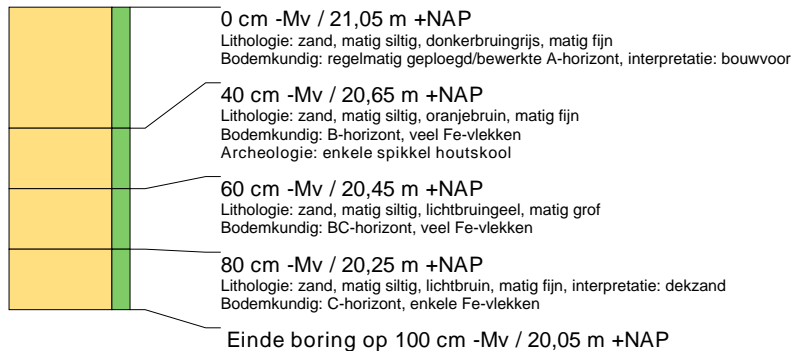 0 cm -Mv / 21,05 m +NAP
Lithologie: zand, matig siltig, donkerbruingrijs, matig fijn
Bodemkundig: regelmatig geploegd/bewerkte A-horizont, interpretatie: bouwvoor
40 cm -Mv / 20,65 m +NAP
Lithologie: zand, matig siltig, oranjebruin, matig fijn
Bodemkundig: B-horizont, veel Fe-vlekken
Archeologie: enkele spikkel houtskool
60 cm -Mv / 20,45 m +NAP
Lithologie: zand, matig siltig, lichtbruingeel, matig grof
Bodemkundig: BC-horizont, veel Fe-vlekken
80 cm -Mv / 20,25 m +NAP
Lithologie: zand, matig siltig, lichtbruin, matig fijn, interpretatie: dekzand
Bodemkundig: C-horizont, enkele Fe-vlekken
Einde boring op 100 cm -Mv / 20,05 m +NAP